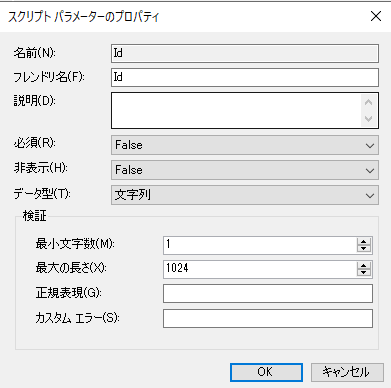 スクリプト パラメーターのプロパティ
名前(N): Id
フレンドリ名(F): Id
説明(D):
必須(R): False
非表示(H): False
データ型(T): 文字列
検証
最小文字数(M): 1
最大の長さ(X): 1024
正規表現(G):
カスタム エラー(S):
OK キャンセル